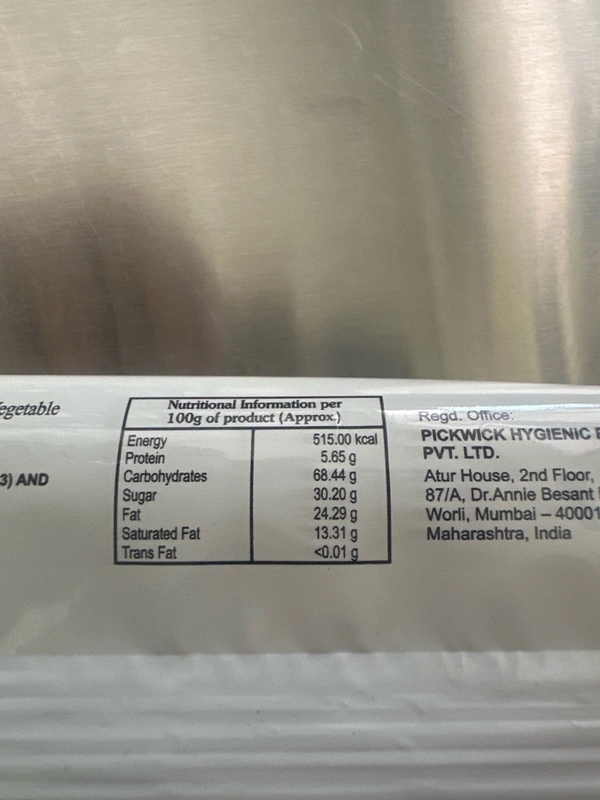 egetable
3) AND
Nutritional Information per
100g of product (Approx.)
Energy 515.00 kcal
Protein 5.65 g
Carbohydrates 68.44 g
Sugar 30.20 g
Fat 24.29 g
Saturated Fat 13.31 g
Trans Fat <0.01 g
Regd. Office:
PICKWICK HYGIENIC
PVT. LTD.
Atur House, 2nd Floor,
87/A, Dr.Annie Besant
Worli, Mumbai – 40001
Maharashtra, India